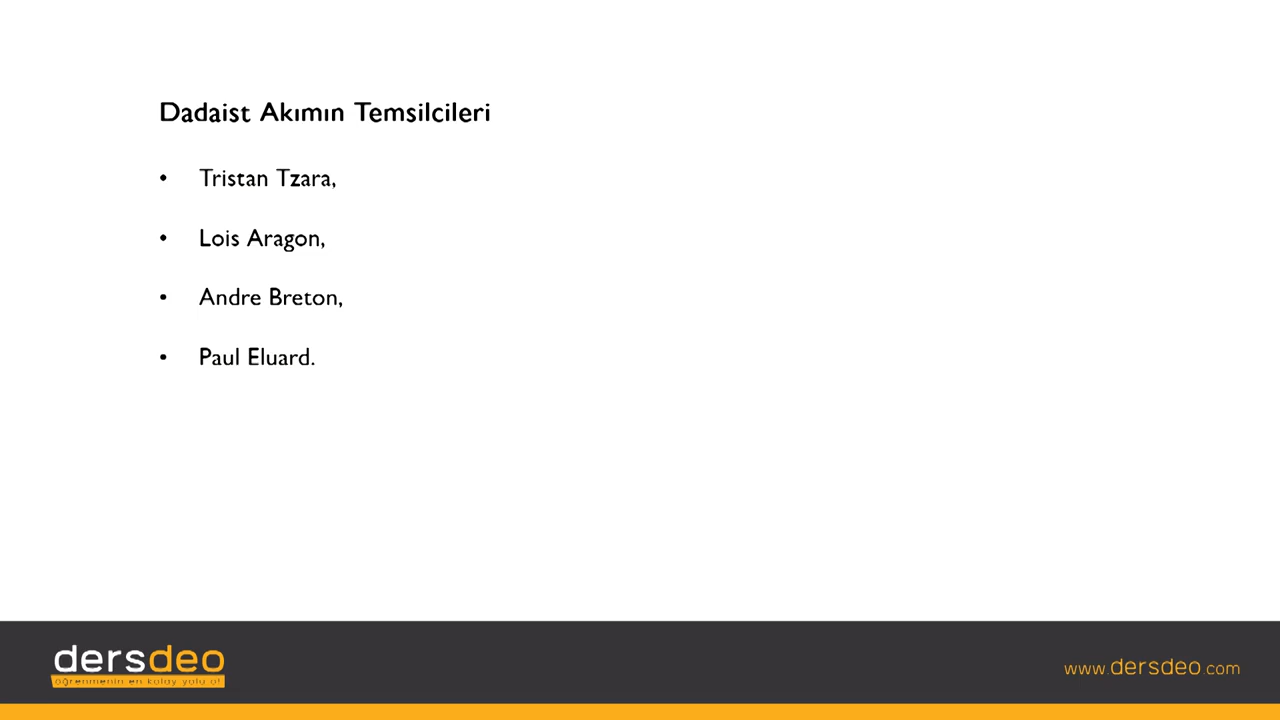 Dadaist Akımın Temsilcileri
• Tristan Tzara,
• Lois Aragon,
• Andre Breton,
• Paul Eluard.
dersdeo
öğrenmenin en kolay yolu o!
www.dersdeo.com